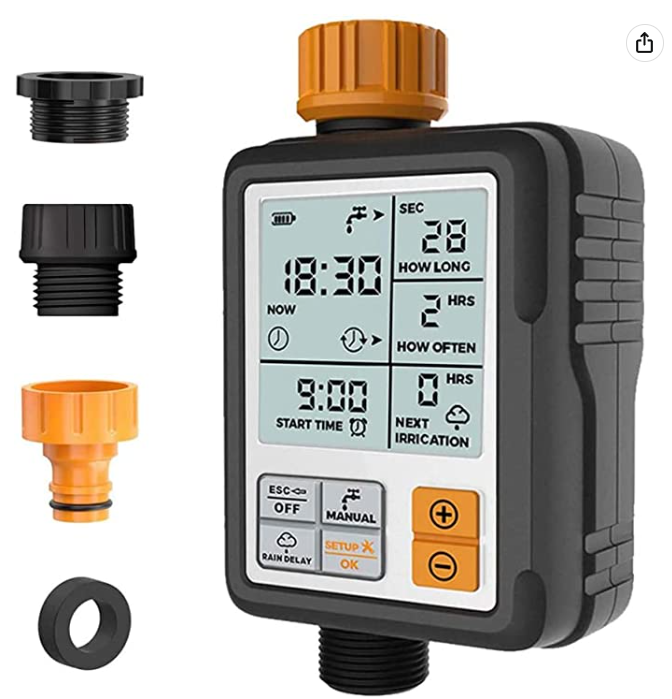 SEC
28
HOW LONG
18:30
NOW
2 HRS
HOW OFTEN
9:00
START TIME
0 HRS
NEXT
IRRICATION
ESC
OFF
MANUAL
RAIN DELAY
SETUP
OK
+
−